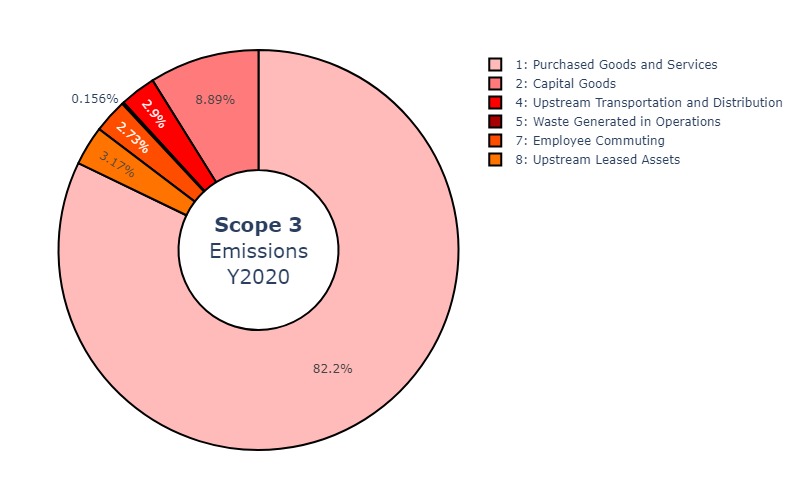 1: Purchased Goods and Services
2: Capital Goods
4: Upstream Transportation and Distribution
5: Waste Generated in Operations
7: Employee Commuting
8: Upstream Leased Assets
8.89%
0.156%
2.9%
2.73%
3.17%
Scope 3
Emissions
Y2020
82.2%